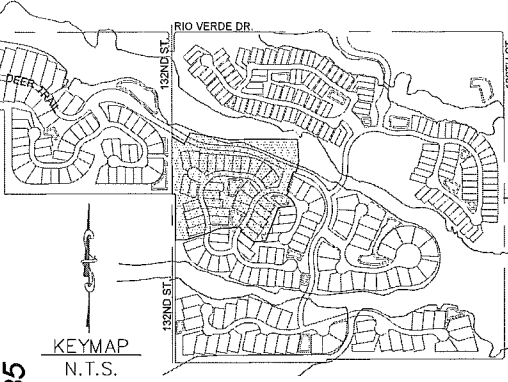 RIO VERDE DR.
132ND ST.
DEER TRAIL
132ND ST.
KEYMAP
N.T.S.